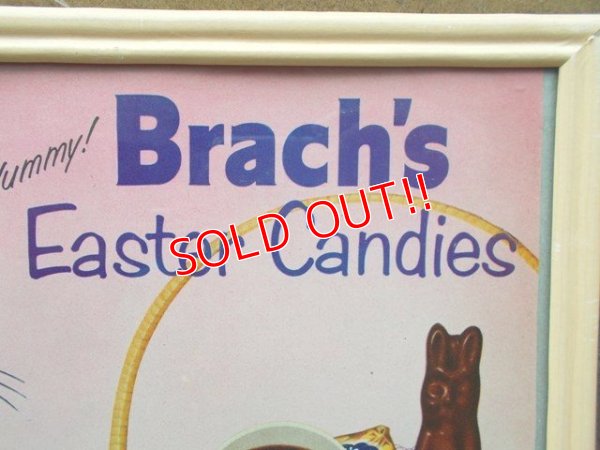 Yummy!
Brach's
Easter Candies
SOLD OUT!!